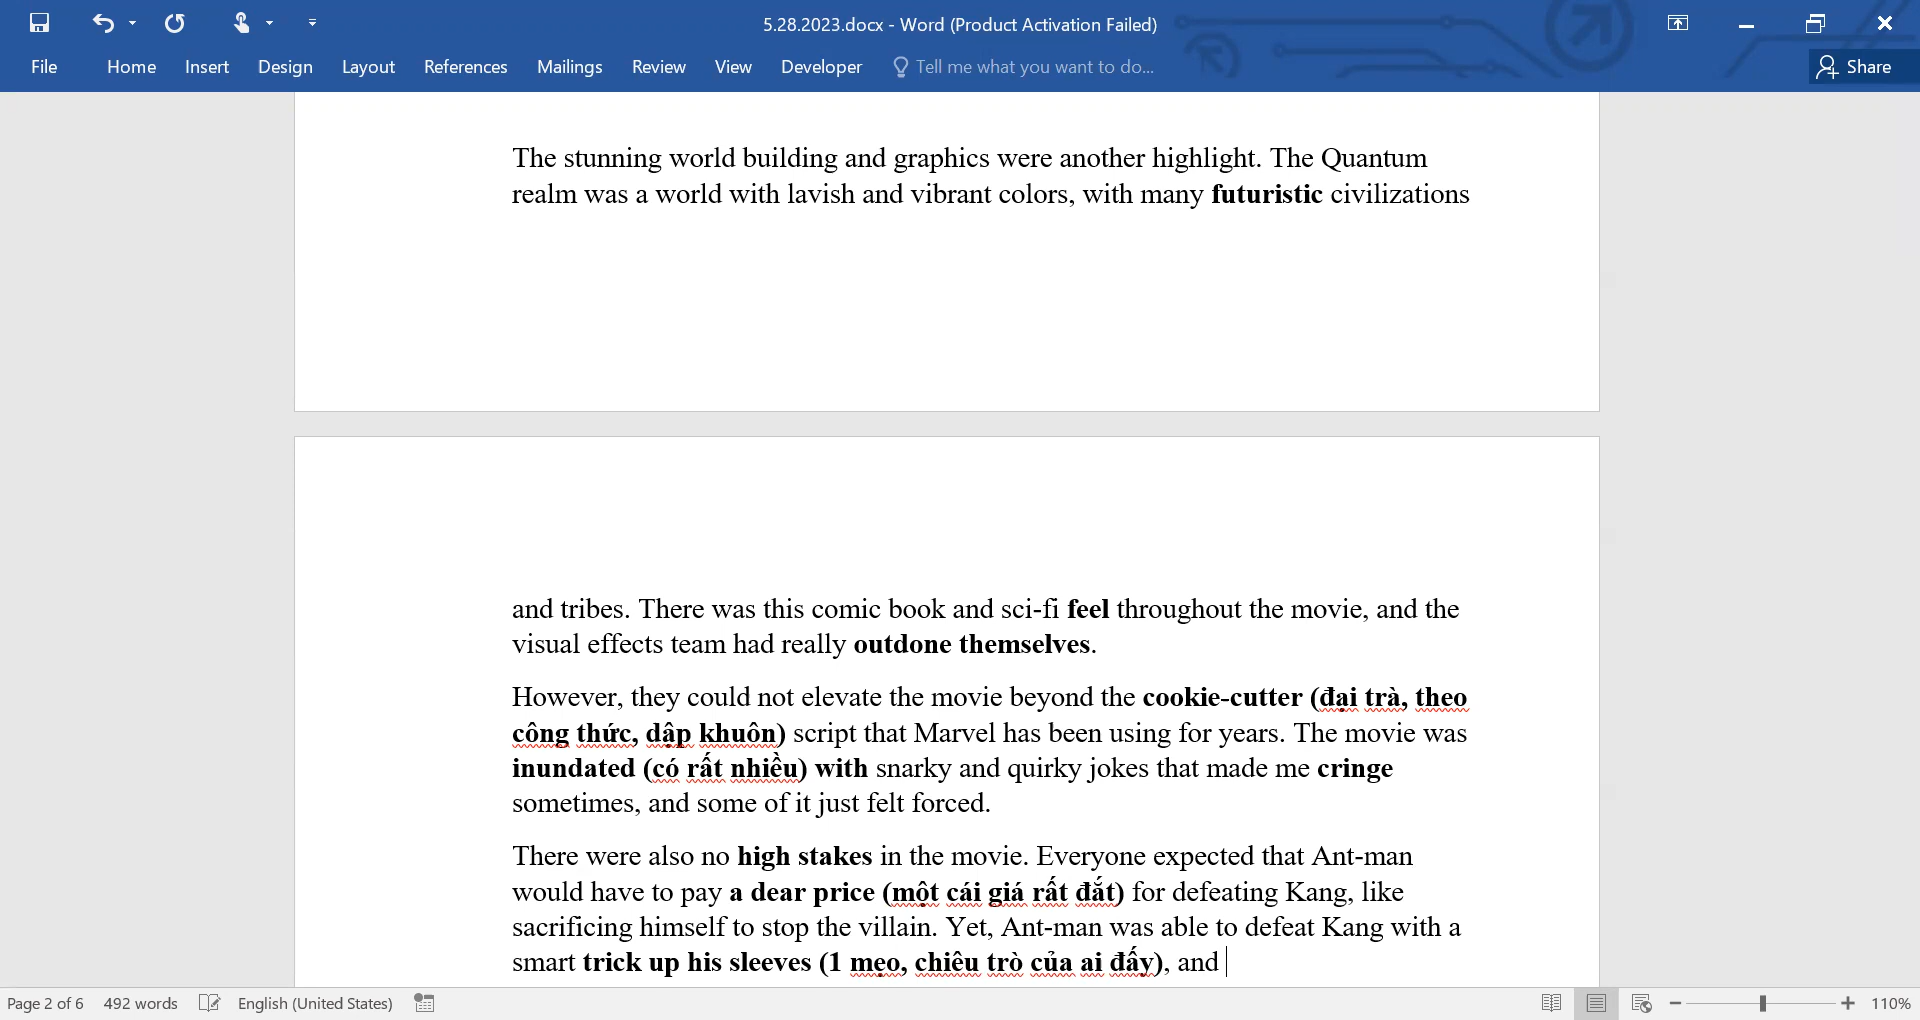 5.28.2023.docx - Word (Product Activation Failed)
File Home Insert Design Layout References Mailings Review View Developer Tell me what you want to do... Share
The stunning world building and graphics were another highlight. The Quantum
realm was a world with lavish and vibrant colors, with many futuristic civilizations
and tribes. There was this comic book and sci-fi feel throughout the movie, and the
visual effects team had really outdone themselves.
However, they could not elevate the movie beyond the cookie-cutter (đại trà, theo
công thức, dập khuôn) script that Marvel has been using for years. The movie was
inundated (có rất nhiều) with snarky and quirky jokes that made me cringe
sometimes, and some of it just felt forced.
There were also no high stakes in the movie. Everyone expected that Ant-man
would have to pay a dear price (một cái giá rất đắt) for defeating Kang, like
sacrificing himself to stop the villain. Yet, Ant-man was able to defeat Kang with a
smart trick up his sleeves (1 mẹo, chiêu trò của ai đấy), and
Page 2 of 6 492 words English (United States) 110%